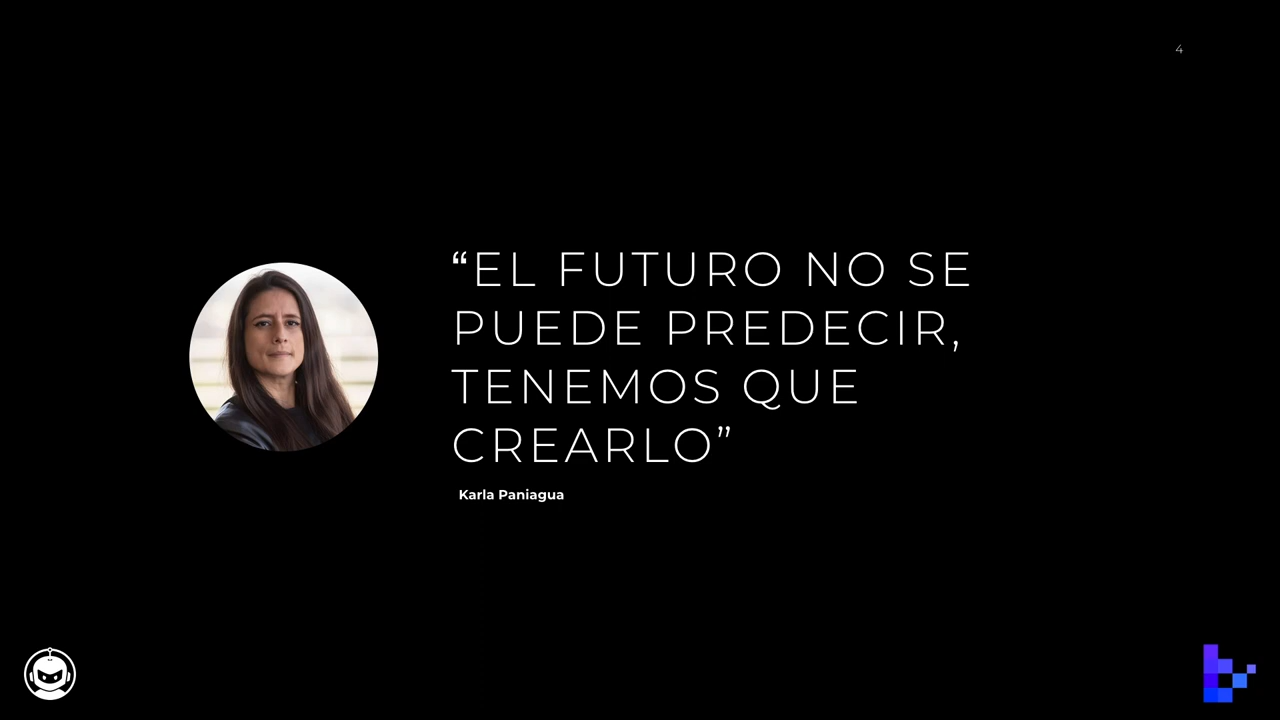 4
“EL FUTURO NO SE
PUEDE PREDECIR,
TENEMOS QUE
CREARLO”
Karla Paniagua